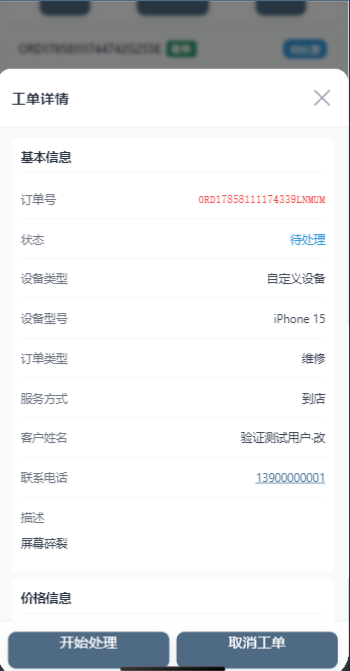 工单详情
基本信息
订单号 ORD17858111174339LNMUM
状态 待处理
设备类型 自定义设备
设备型号 iPhone 15
订单类型 维修
服务方式 到店
客户姓名 验证测试用户·改
联系电话 13900000001
描述
屏幕碎裂
价格信息
开始处理 取消工单